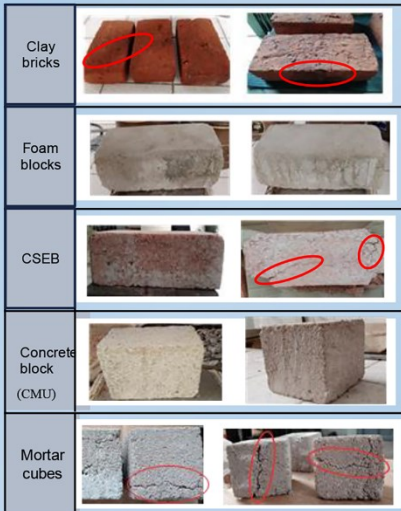 Clay
bricks
Foam
blocks
CSEB
Concrete
block
(CMU)
Mortar
cubes